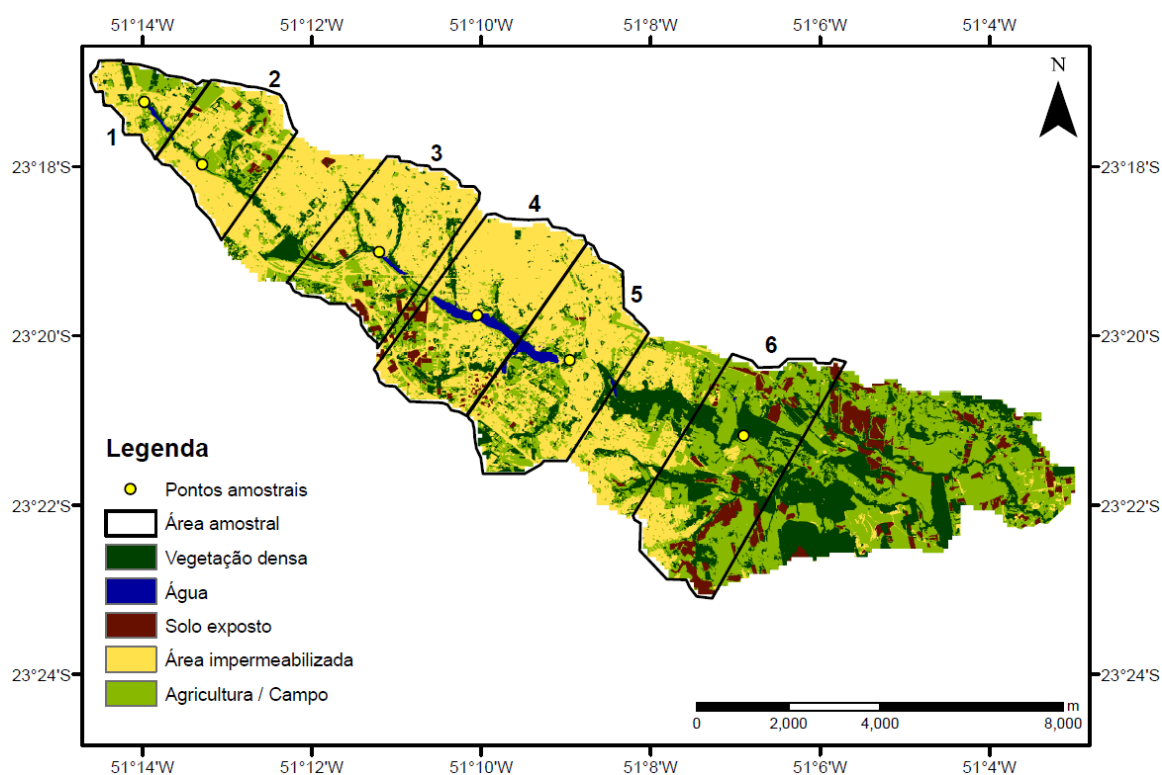 51°14'W 51°12'W 51°10'W 51°8'W 51°6'W 51°4'W
N
2
1
3
23°18'S 23°18'S
4
5
23°20'S 23°20'S
6
Legenda
Pontos amostrais
23°22'S 23°22'S
Área amostral
Vegetação densa
Água
Solo exposto
Área impermeabilizada
23°24'S 23°24'S
Agricultura / Campo
m
0 2,000 4,000 8,000
51°14'W 51°12'W 51°10'W 51°8'W 51°6'W 51°4'W